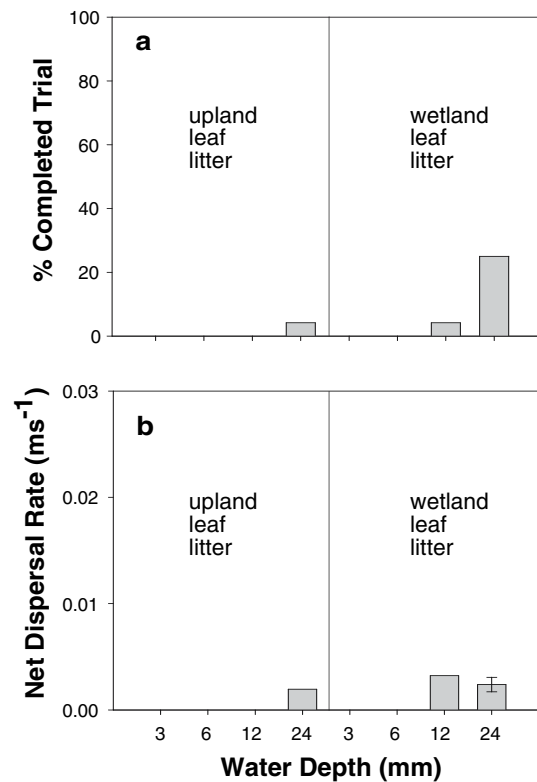 a
% Completed Trial
100
80
60
40
20
0
upland
leaf
litter
wetland
leaf
litter
b
Net Dispersal Rate (ms-1)
0.03
0.02
0.01
0.00
upland
leaf
litter
wetland
leaf
litter
3 6 12 24 3 6 12 24
Water Depth (mm)